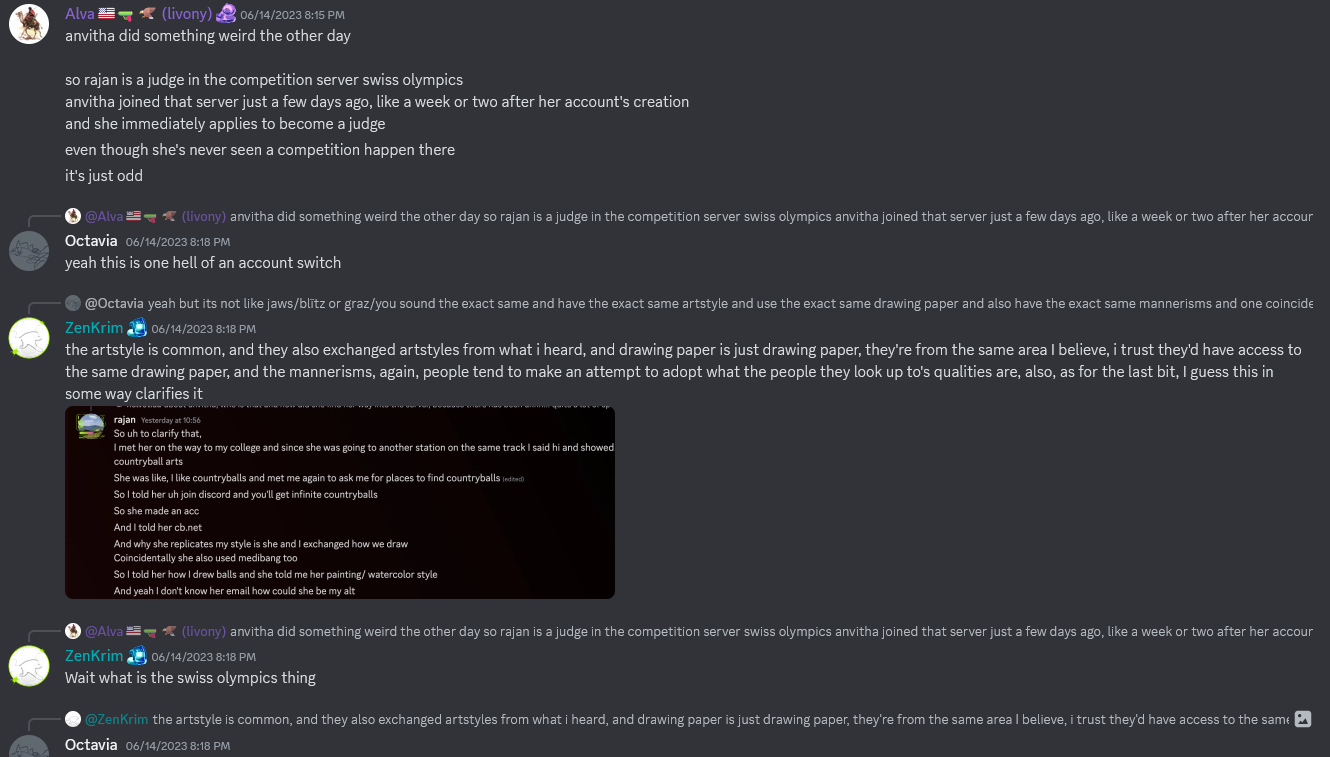 Alva (livony) 06/14/2023 8:15 PM
anvitha did something weird the other day
so rajan is a judge in the competition server swiss olympics
anvitha joined that server just a few days ago, like a week or two after her account's creation
and she immediately applies to become a judge
even though she's never seen a competition happen there
it's just odd
@Alva (livony) anvitha did something weird the other day so rajan is a judge in the competition server swiss olympics anvitha joined that server just a few days ago, like a week or two after her accour
Octavia 06/14/2023 8:18 PM
yeah this is one hell of an account switch
@Octavia yeah but its not like jaws/blītz or graz/you sound the exact same and have the exact same artstyle and use the exact same drawing paper and also have the exact same mannerisms and one coincide
ZenKrim 06/14/2023 8:18 PM
the artstyle is common, and they also exchanged artstyles from what i heard, and drawing paper is just drawing paper, they're from the same area I believe, i trust they'd have access to
the same drawing paper, and the mannerisms, again, people tend to make an attempt to adopt what the people they look up to's qualities are, also, as for the last bit, I guess this in
some way clarifies it
rajan Yesterday at 10:56
So uh to clarify that,
I met her on the way to my college and since she was going to another station on the same track I said hi and showed
countryball arts
She was like, I like countryballs and met me again to ask me for places to find countryballs (edited)
So I told her uh join discord and you'll get infinite countryballs
So she made an acc
And I told her cb.net
And why she replicates my style is she and I exchanged how we draw
Coincidentally she also used medibang too
So I told her how I drew balls and she told me her painting/ watercolor style
And yeah I don't know her email how could she be my alt
@Alva (livony) anvitha did something weird the other day so rajan is a judge in the competition server swiss olympics anvitha joined that server just a few days ago, like a week or two after her accour
ZenKrim 06/14/2023 8:18 PM
Wait what is the swiss olympics thing
@ZenKrim the artstyle is common, and they also exchanged artstyles from what i heard, and drawing paper is just drawing paper, they're from the same area I believe, i trust they'd have access to the same
Octavia 06/14/2023 8:18 PM